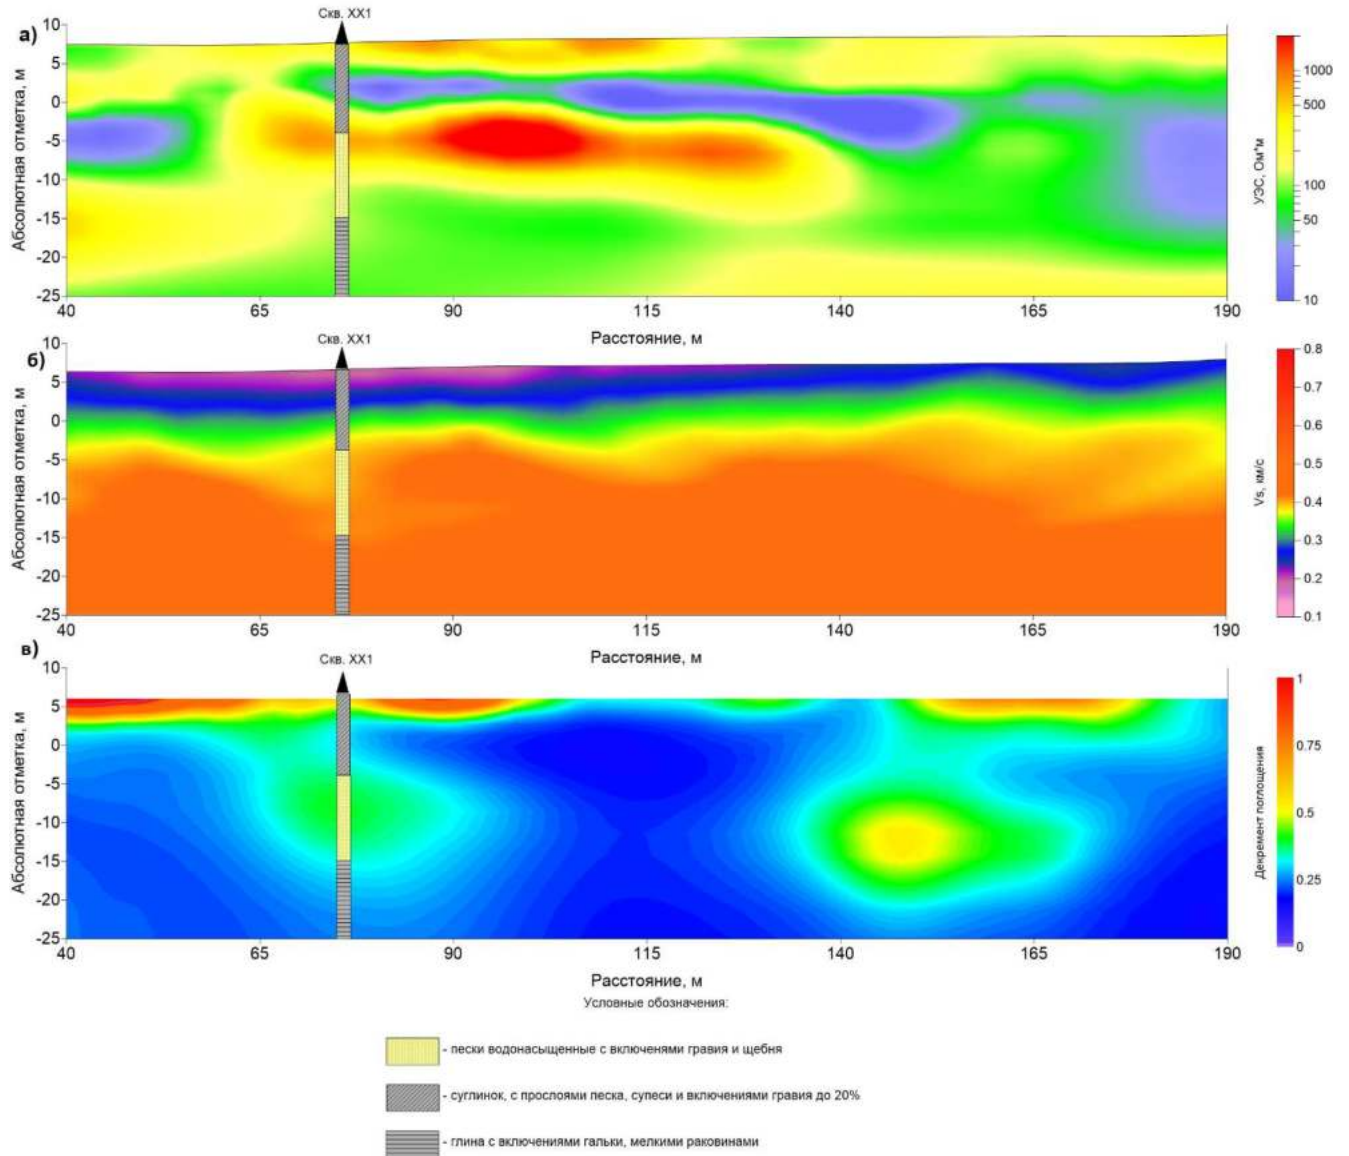 Скв. XX1
а)
10
5
0
-5
-10
-15
-20
-25
Абсолютная отметка, м
40 65 90 115 140 165 190
Расстояние, м
1000
500
100
50
10
УЭС, Ом*м
Скв. XX1
б)
10
5
0
-5
-10
-15
-20
-25
Абсолютная отметка, м
40 65 90 115 140 165 190
Расстояние, м
0.8
0.7
0.6
0.5
0.4
0.3
0.2
0.1
Vs, км/с
в)
Скв. XX1
10
5
0
-5
-10
-15
-20
-25
Абсолютная отметка, м
40 65 90 115 140 165 190
Расстояние, м
1
0.75
0.5
0.25
0
Декремент поглощения
Условные обозначения:
- пески водонасыщенные с включенями гравия и щебня
- суглинок, с прослоями песка, супеси и включениями гравия до 20%
- глина с включениями гальки, мелкими раковинами